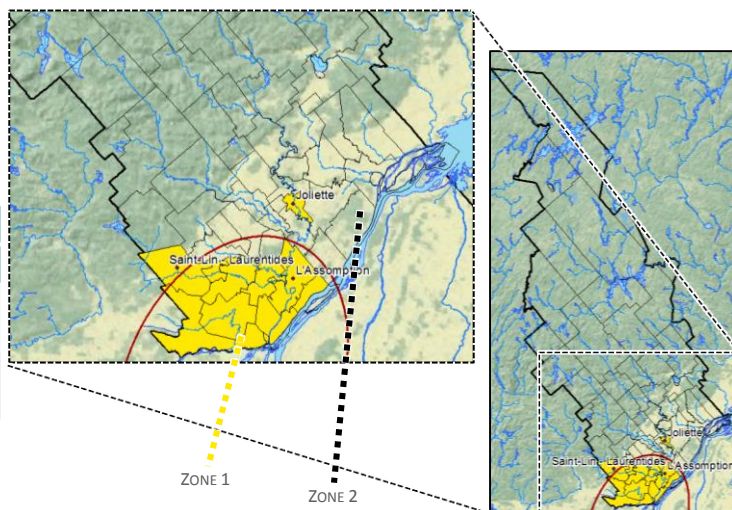 Joliette
Saint-Lin - Laurentides
L'Assomption
ZONE 1
ZONE 2
Joliette
Saint-Lin - Laurentides
L'Assomption